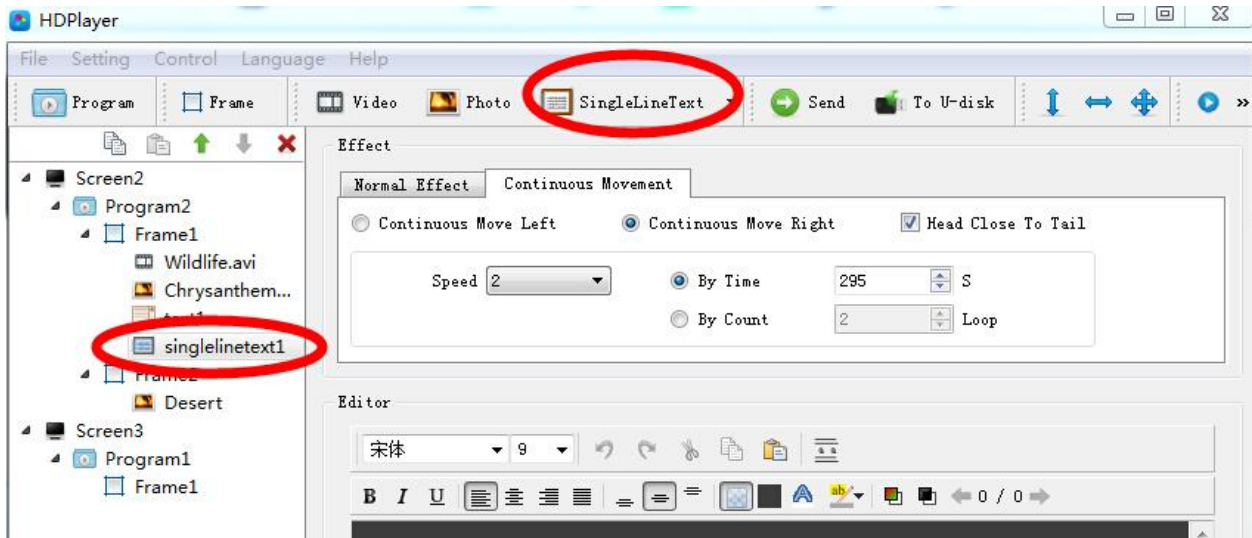 HDPlayer
File Setting Control Language Help
Program Frame Video Photo SingleLineText Send To U-disk »
Effect
Screen2
Normal Effect Continuous Movement
Program2
Continuous Move Left Continuous Move Right Head Close To Tail
Frame1
Wildlife.avi
Speed 2 By Time 295 S
Chrysanthem...
By Count 2 Loop
singlelinetext1
Desert
Editor
Screen3
宋体 9
Program1
Frame1
B I U ab 0 / 0